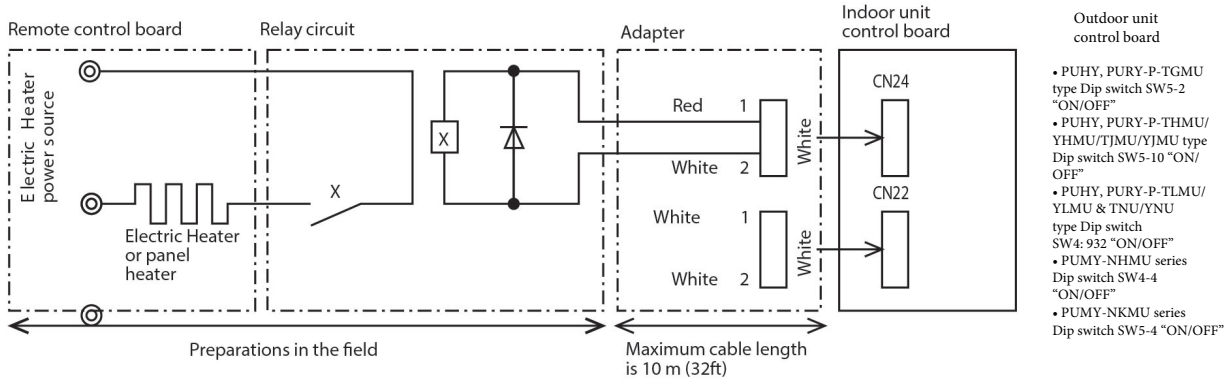 Remote control board
Relay circuit
Adapter
Indoor unit
control board
Outdoor unit
control board
Electric Heater
power source
Electric Heater
or panel
heater
X
X
Red 1
White 2
White 1
White 2
White
White
CN24
CN22
• PUHY, PURY-P-TGMU
type Dip switch SW5-2
“ON/OFF”
• PUHY, PURY-P-THMU/
YHMU/TJMU/YJMU type
Dip switch SW5-10 “ON/
OFF”
• PUHY, PURY-P-TLMU/
YLMU & TNU/YNU
type Dip switch
SW4: 932 “ON/OFF”
• PUMY-NHMU series
Dip switch SW4-4
“ON/OFF”
• PUMY-NKMU series
Dip switch SW5-4 “ON/OFF”
Preparations in the field
Maximum cable length
is 10 m (32ft)